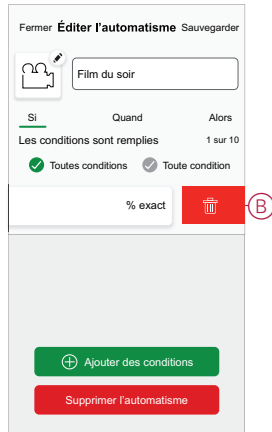 Fermer Éditer l'automatisme Sauvegarder
Film du soir
Si Quand Alors
Les conditions sont remplies 1 sur 10
Toutes conditions Toute condition
% exact
B
Ajouter des conditions
Supprimer l'automatisme